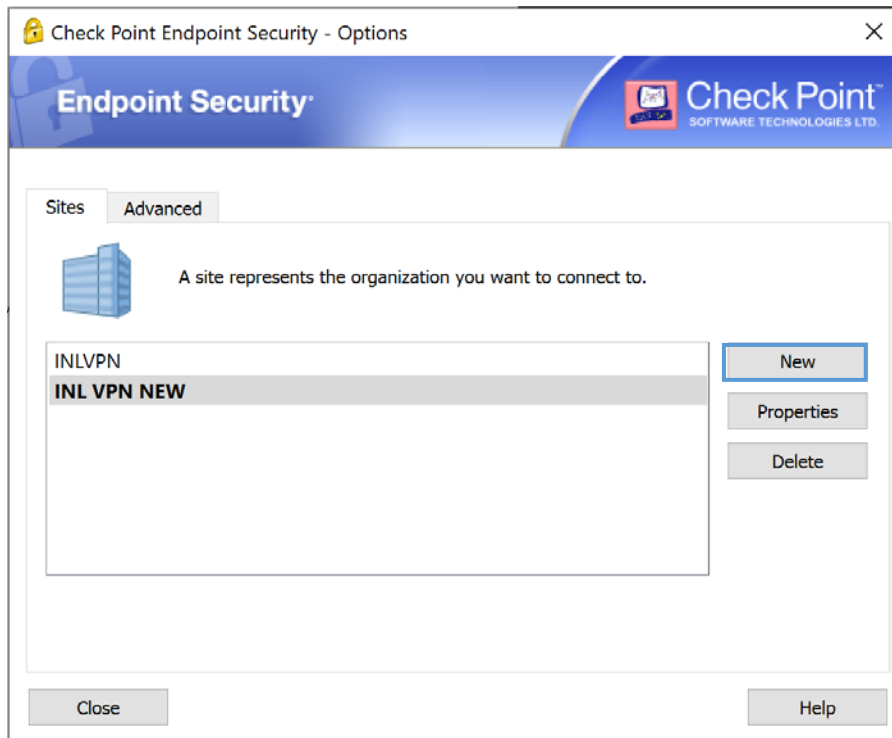 Check Point Endpoint Security - Options
Endpoint Security
Check Point™
SOFTWARE TECHNOLOGIES LTD.
Sites
Advanced
A site represents the organization you want to connect to.
INLVPN
New
INL VPN NEW
Properties
Delete
Close
Help